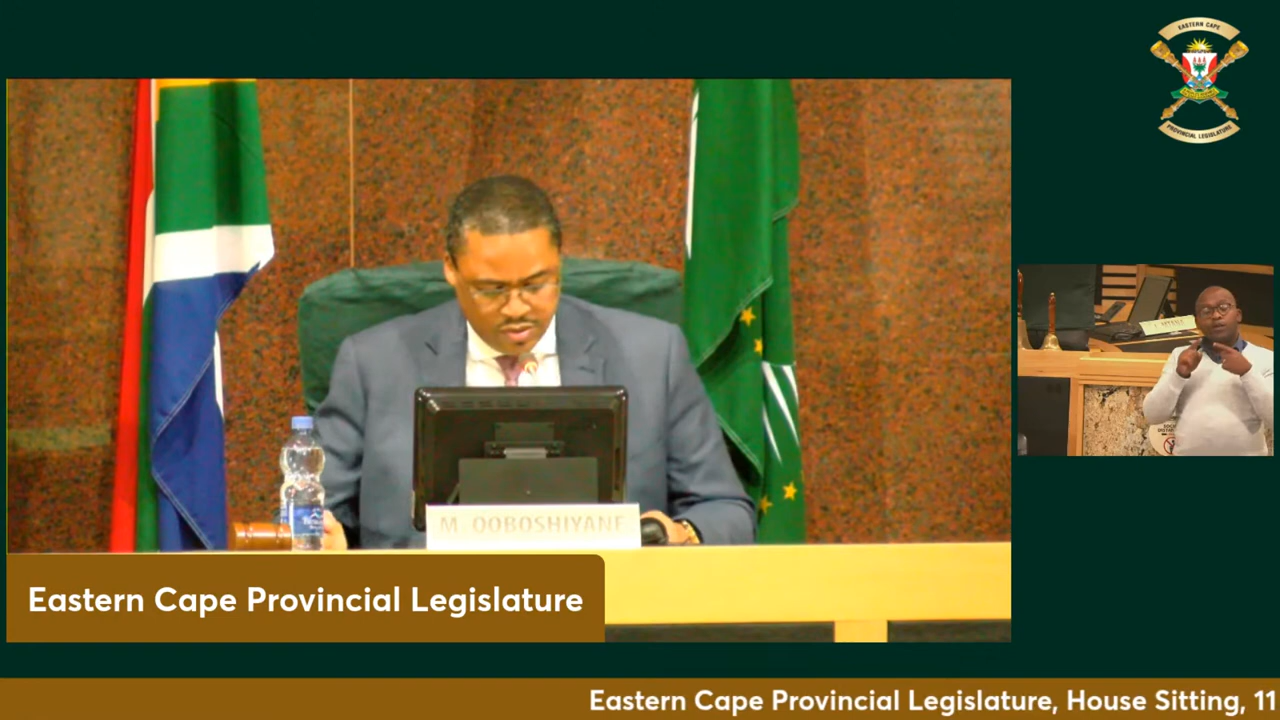 EASTERN CAPE
PROVINCIAL LEGISLATURE
M QOBOSHIYANE
Eastern Cape Provincial Legislature
Eastern Cape Provincial Legislature, House Sitting, 11